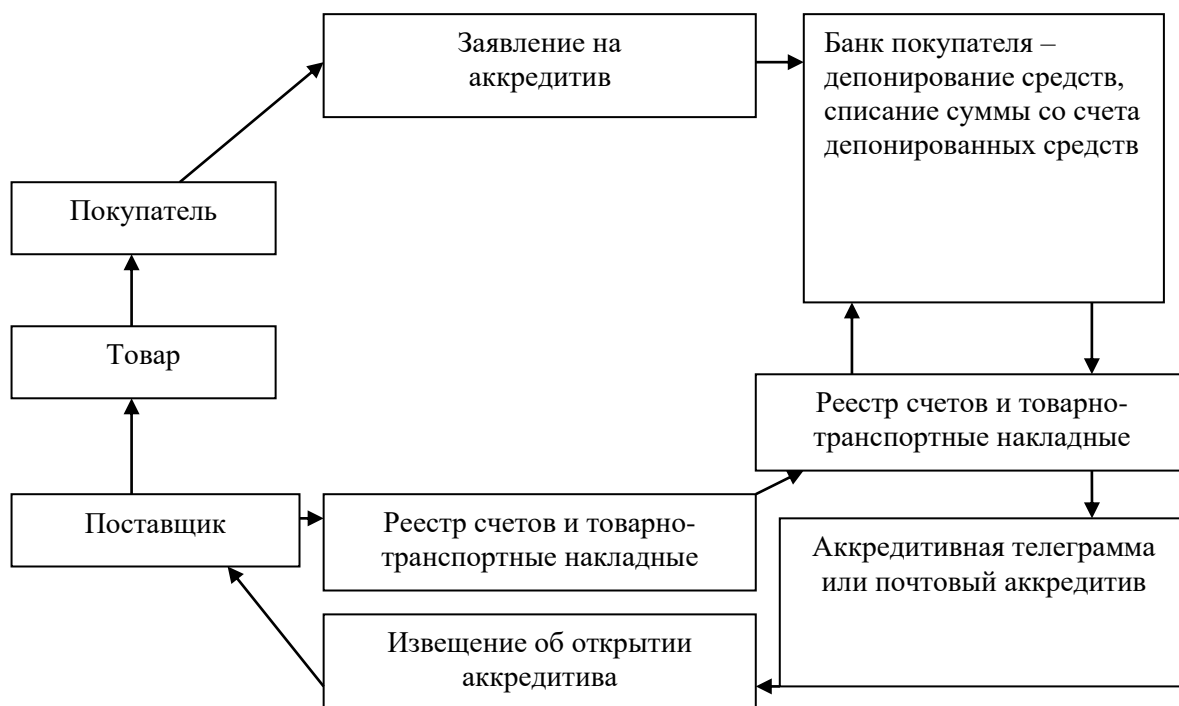 Заявление на
аккредитив
Банк покупателя –
депонирование средств,
списание суммы со счета
депонированных средств
Покупатель
Товар
Реестр счетов и товарно-
транспортные накладные
Поставщик
Реестр счетов и товарно-
транспортные накладные
Аккредитивная телеграмма
или почтовый аккредитив
Извещение об открытии
аккредитива